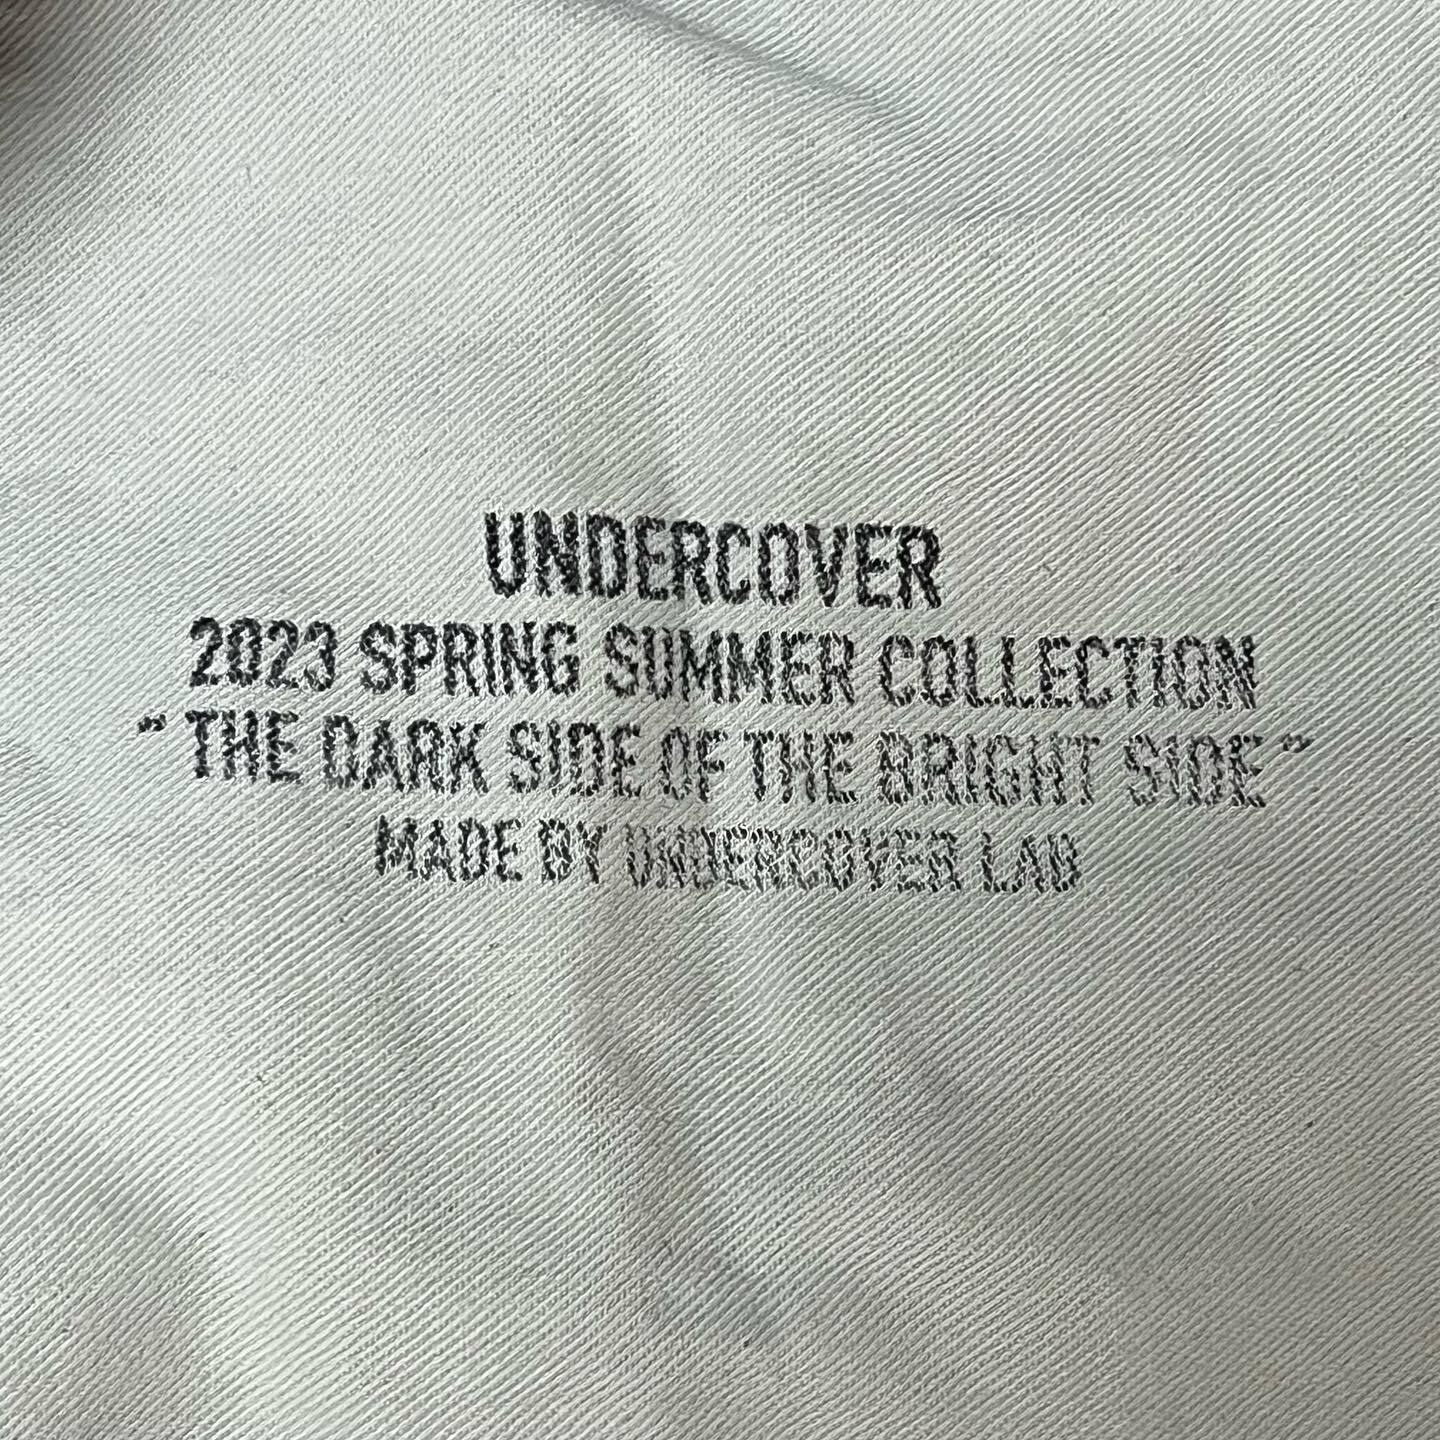 UNDERCOVER
2023 SPRING SUMMER COLLECTION
" THE DARK SIDE OF THE BRIGHT SIDE "
MADE BY UNDERCOVER LAB